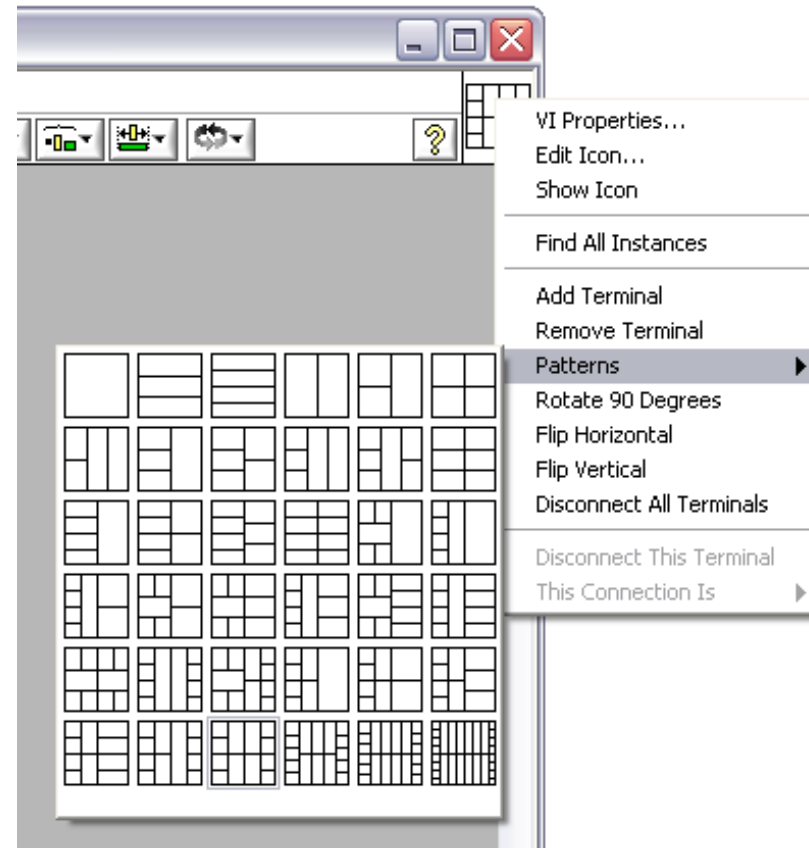 VI Properties...
Edit Icon...
Show Icon
Find All Instances
Add Terminal
Remove Terminal
Patterns
Rotate 90 Degrees
Flip Horizontal
Flip Vertical
Disconnect All Terminals
Disconnect This Terminal
This Connection Is